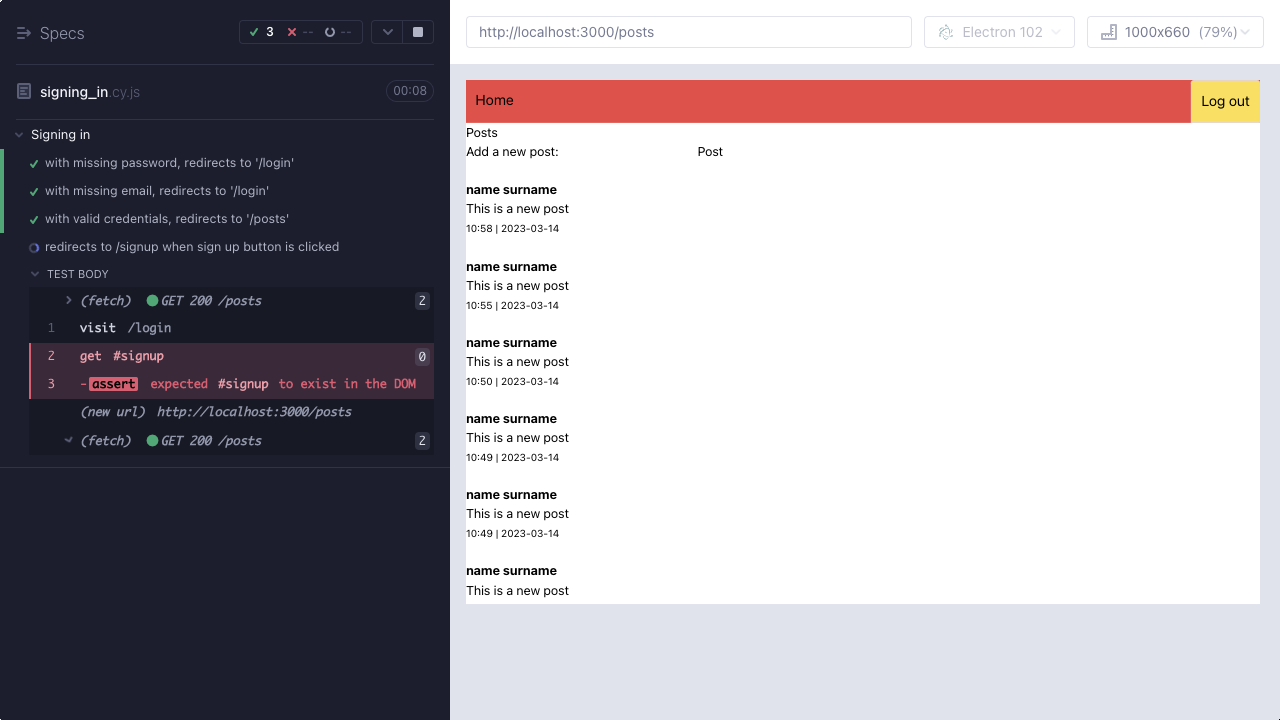 Specs
3 -- --
signing_in.cy.js 00:08
Signing in
with missing password, redirects to '/login'
with missing email, redirects to '/login'
with valid credentials, redirects to '/posts'
redirects to /signup when sign up button is clicked
TEST BODY
(fetch) GET 200 /posts 2
1 visit /login
2 get #signup 0
3 -assert expected #signup to exist in the DOM
(new url) http://localhost:3000/posts
(fetch) GET 200 /posts 2
http://localhost:3000/posts Electron 102 1000x660 (79%)
Home Log out
Posts
Add a new post: Post
name surname
This is a new post
10:58 | 2023-03-14
name surname
This is a new post
10:55 | 2023-03-14
name surname
This is a new post
10:50 | 2023-03-14
name surname
This is a new post
10:49 | 2023-03-14
name surname
This is a new post
10:49 | 2023-03-14
name surname
This is a new post